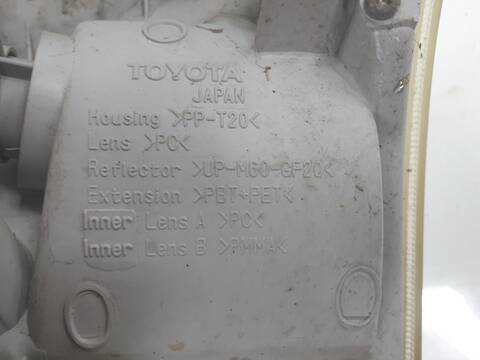 TOYOTA
JAPAN
Housing >PP-T20<
Lens >PC<
Reflector >UP-MG0-GF20<
Extension >PBT+PET<
Inner Lens A >PC<
Inner Lens B >PMMA<